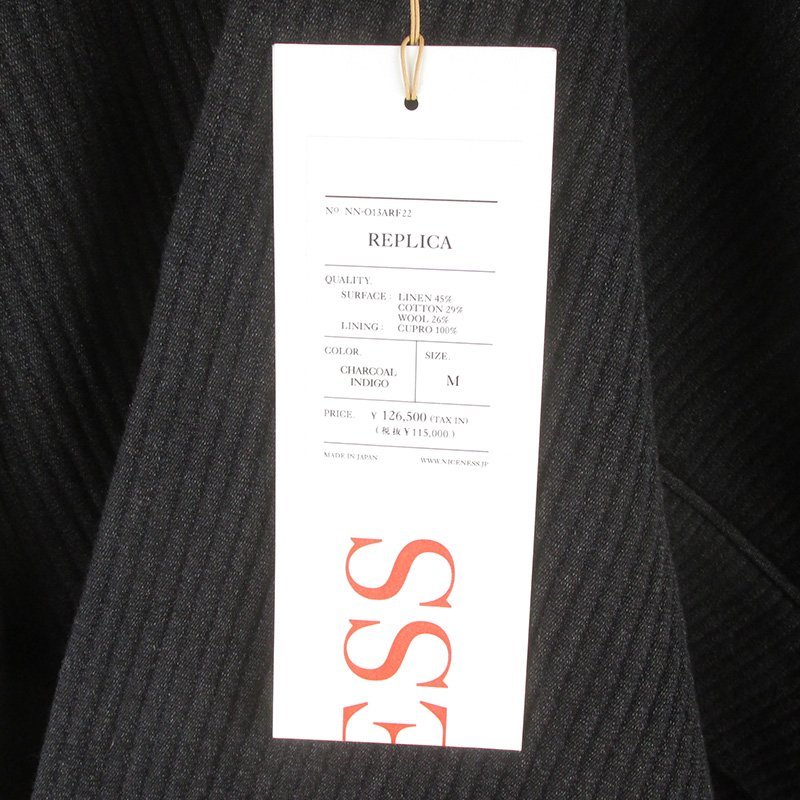 Nº NN-O13ARF22
REPLICA
QUALITY.
SURFACE : LINEN 45%
COTTON 29%
WOOL 26%
LINING : CUPRO 100%
COLOR.
CHARCOAL
INDIGO
SIZE.
M
PRICE. ¥ 126,500 (TAX IN)
( 税抜 ¥115,000 )
MADE IN JAPAN WWW.NICENESS.JP
ESS